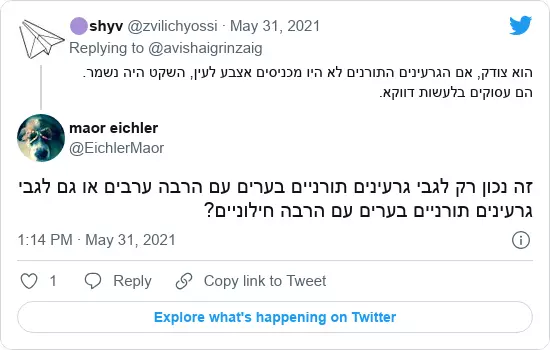 shyv @zvilichyossi · May 31, 2021
Replying to @avishaigrinzaig
הוא צודק, אם הגרעינים התורנים לא היו מכניסים אצבע לעין, השקט היה נשמר.
הם עסוקים בלעשות דווקא.
maor eichler
@EichlerMaor
זה נכון רק לגבי גרעינים תורניים בערים עם הרבה ערבים או גם לגבי
גרעינים תורניים בערים עם הרבה חילוניים?
1:14 PM · May 31, 2021
1 Reply Copy link to Tweet
Explore what's happening on Twitter